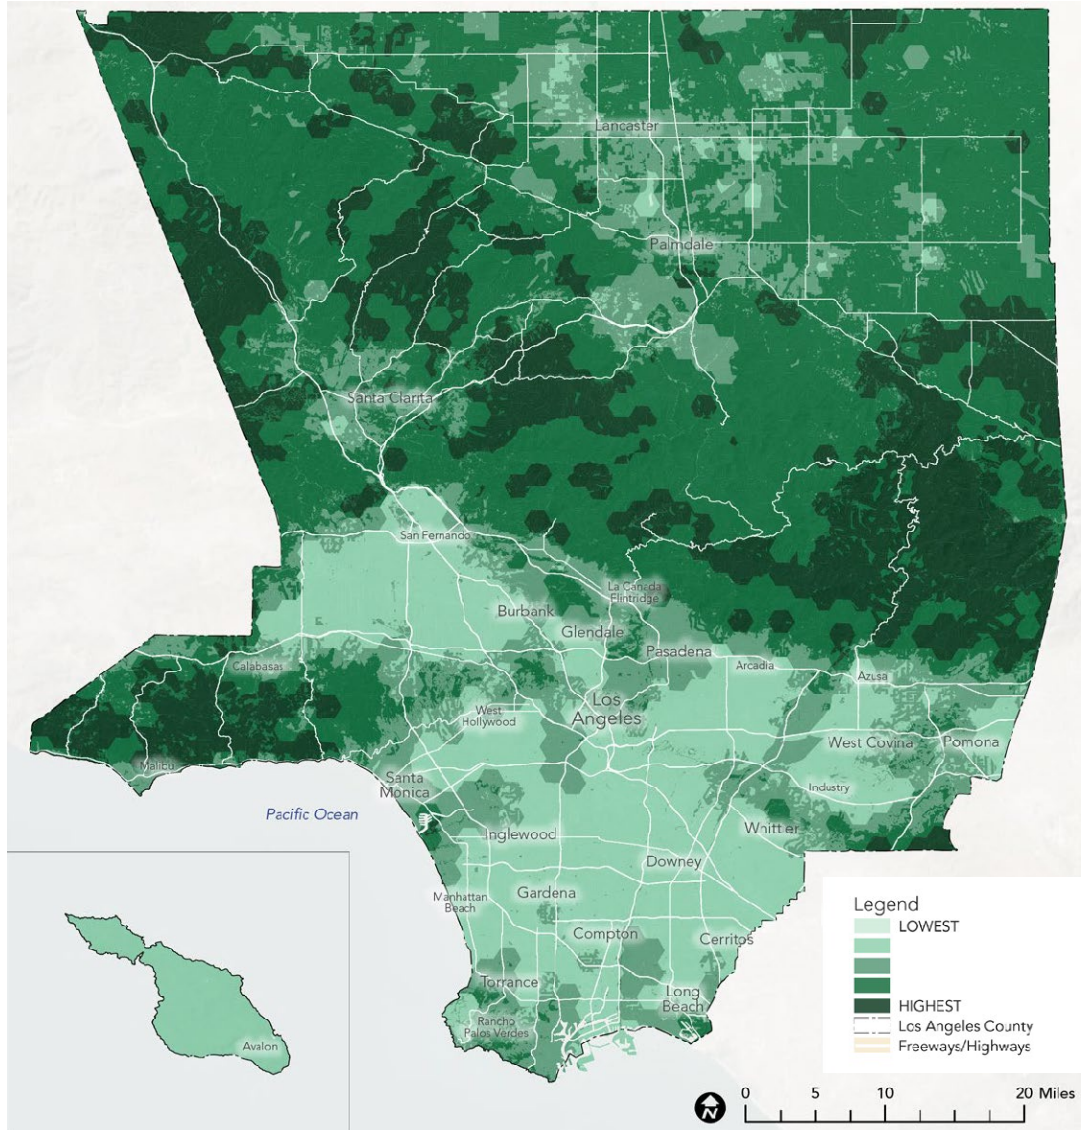 Lancaster
Palmdale
Santa Clarita
San Fernando
La Canada
Flintridge
Burbank
Glendale
Pasadena
Arcadia
Azusa
Calabasas
Los
Angeles
West
Hollywood
West Covina
Pomona
Malibu
Santa
Monica
Industry
Pacific Ocean
Inglewood
Whittier
Downey
Manhattan
Beach
Gardena
Compton
Cerritos
Torrance
Long
Beach
Rancho
Palos Verdes
Avalon
Legend
LOWEST
HIGHEST
Los Angeles County
Freeways/Highways
N
0 5 10 20 Miles